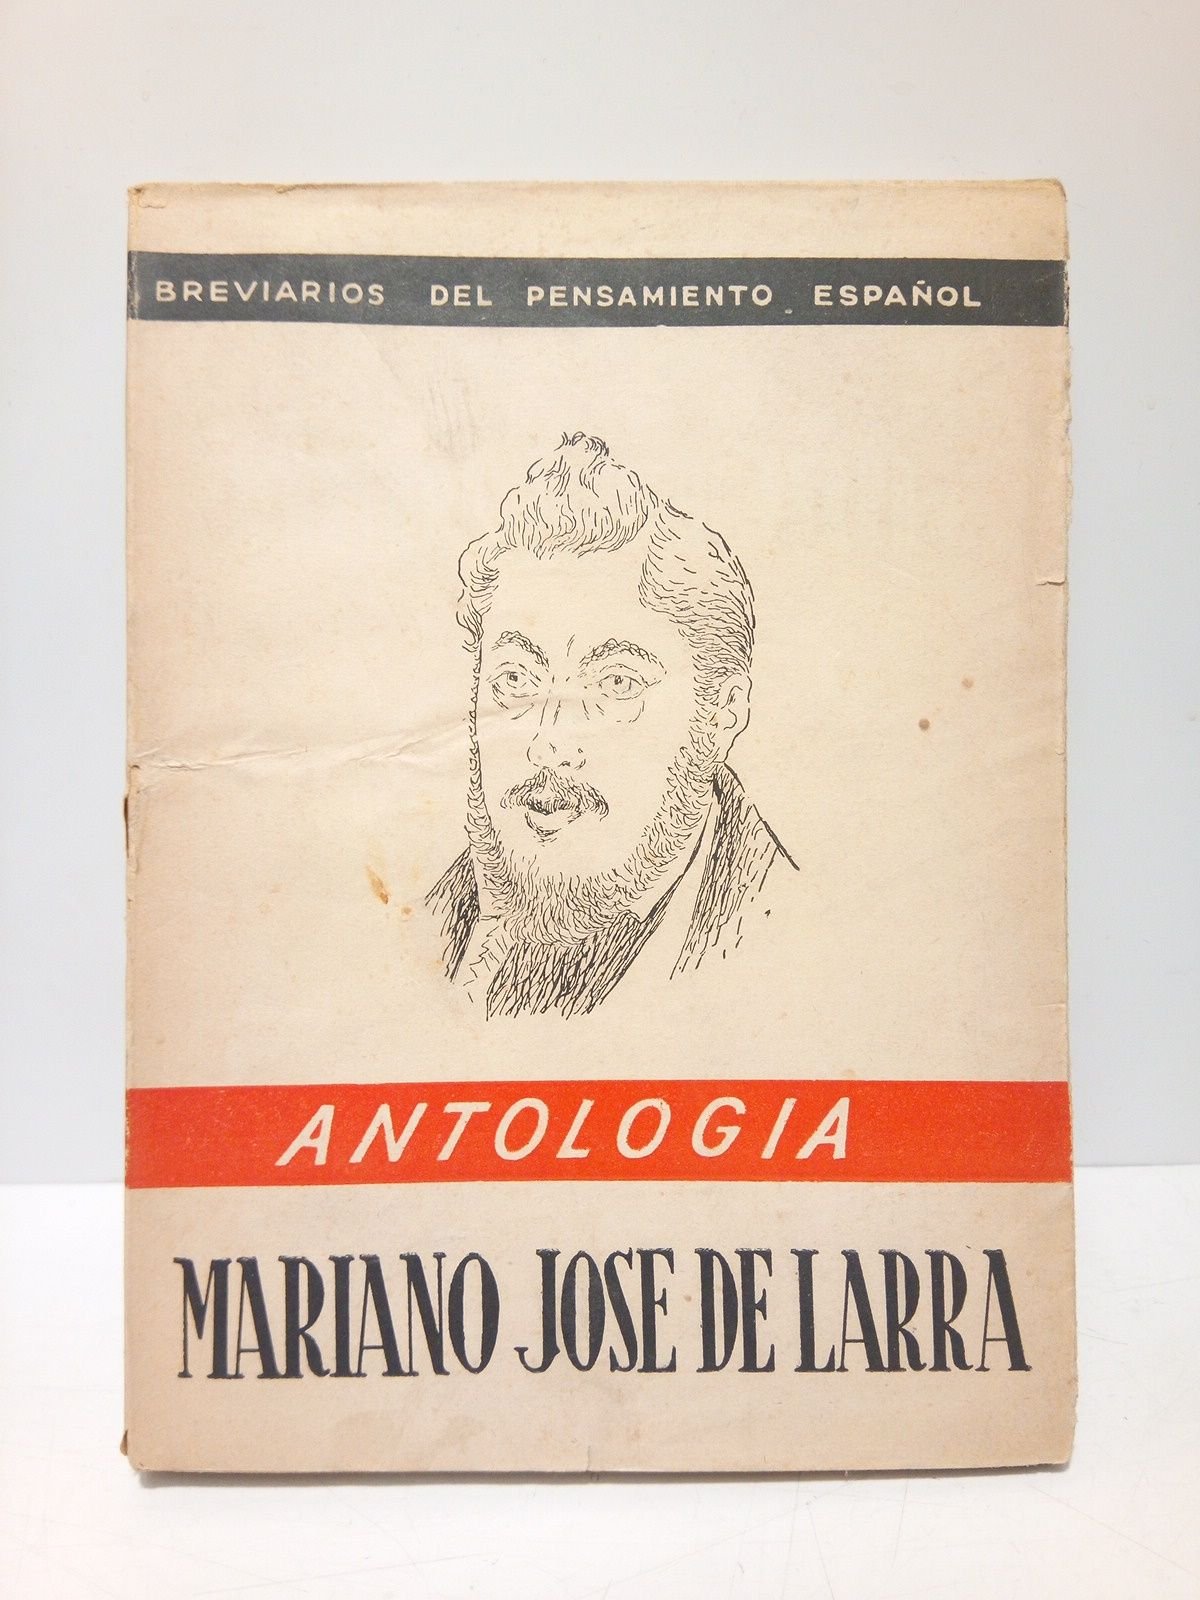 BREVIARIOS DEL PENSAMIENTO ESPAÑOL
ANTOLOGIA
MARIANO JOSE DE LARRA